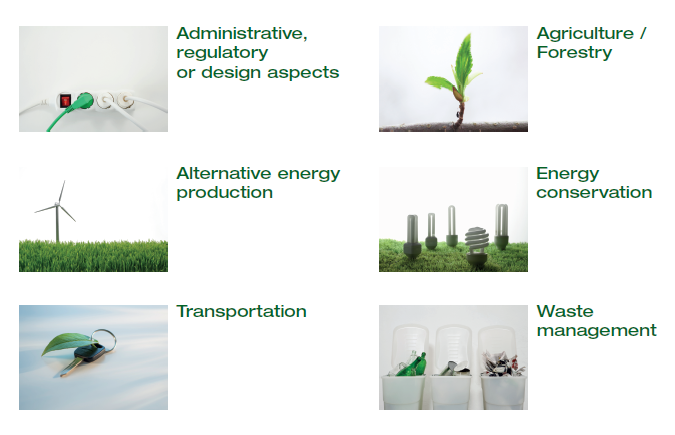 Administrative,
regulatory
or design aspects
Agriculture /
Forestry
Alternative energy
production
Energy
conservation
Transportation
Waste
management